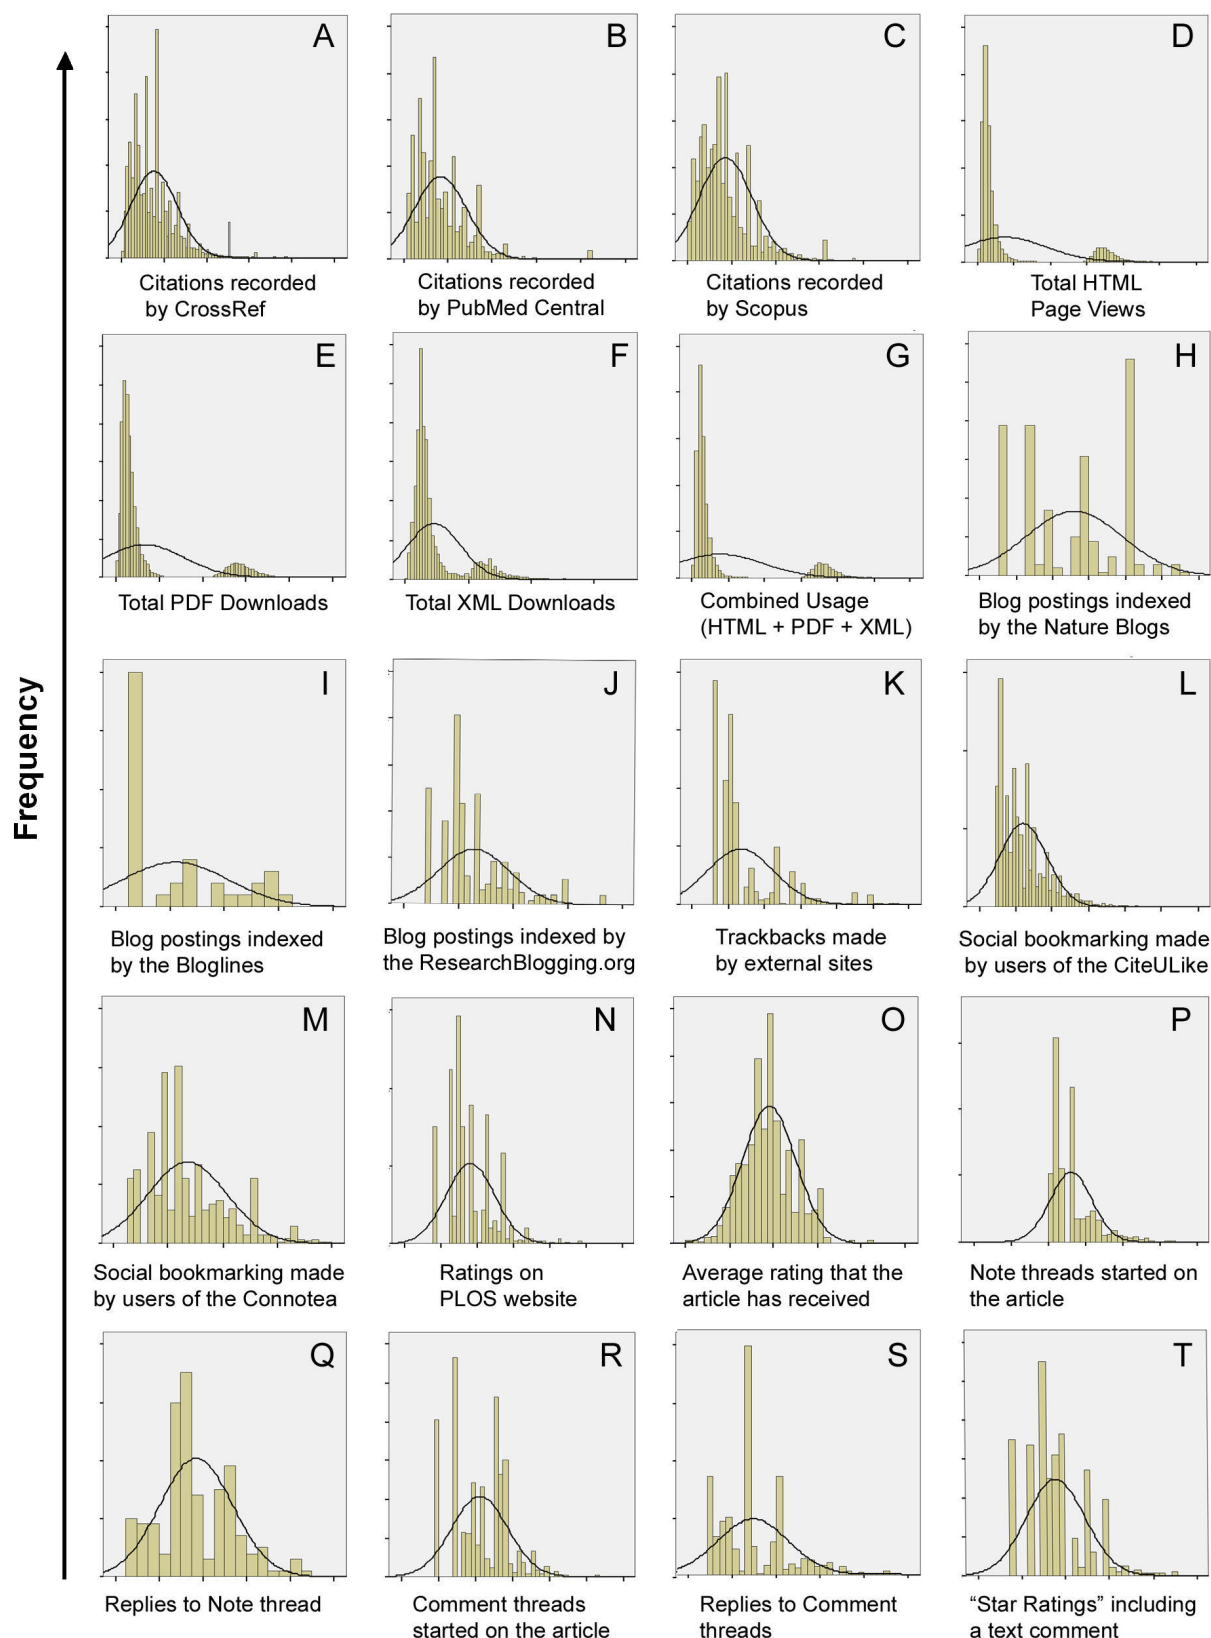 Frequency
A
B
C
D
Citations recorded
by CrossRef
Citations recorded
by PubMed Central
Citations recorded
by Scopus
Total HTML
Page Views
E
F
G
H
Total PDF Downloads
Total XML Downloads
Combined Usage
(HTML + PDF + XML)
Blog postings indexed
by the Nature Blogs
I
J
K
L
Blog postings indexed
by the Bloglines
Blog postings indexed by
the ResearchBlogging.org
Trackbacks made
by external sites
Social bookmarking made
by users of the CiteULike
M
N
O
P
Social bookmarking made
by users of the Connotea
Ratings on
PLOS website
Average rating that the
article has received
Note threads started on
the article
Q
R
S
T
Replies to Note thread
Comment threads
started on the article
Replies to Comment
threads
“Star Ratings” including
a text comment